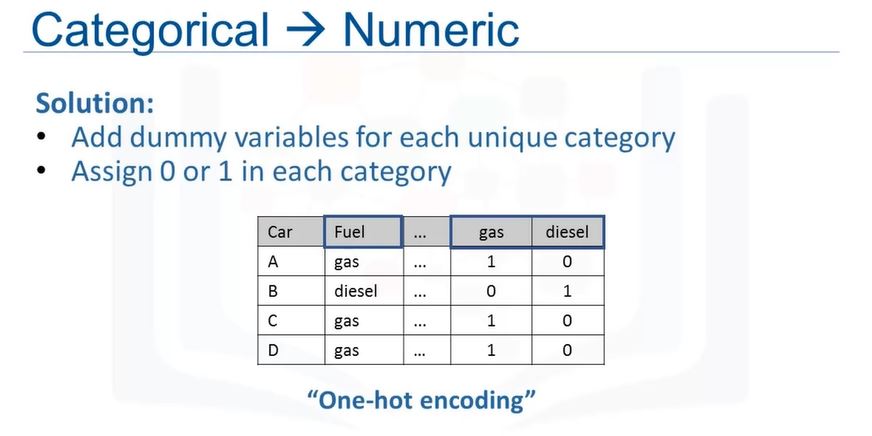 Categorical → Numeric
Solution:
• Add dummy variables for each unique category
• Assign 0 or 1 in each category
Car Fuel ... gas diesel
A gas ... 1 0
B diesel ... 0 1
C gas ... 1 0
D gas ... 1 0
“One-hot encoding”